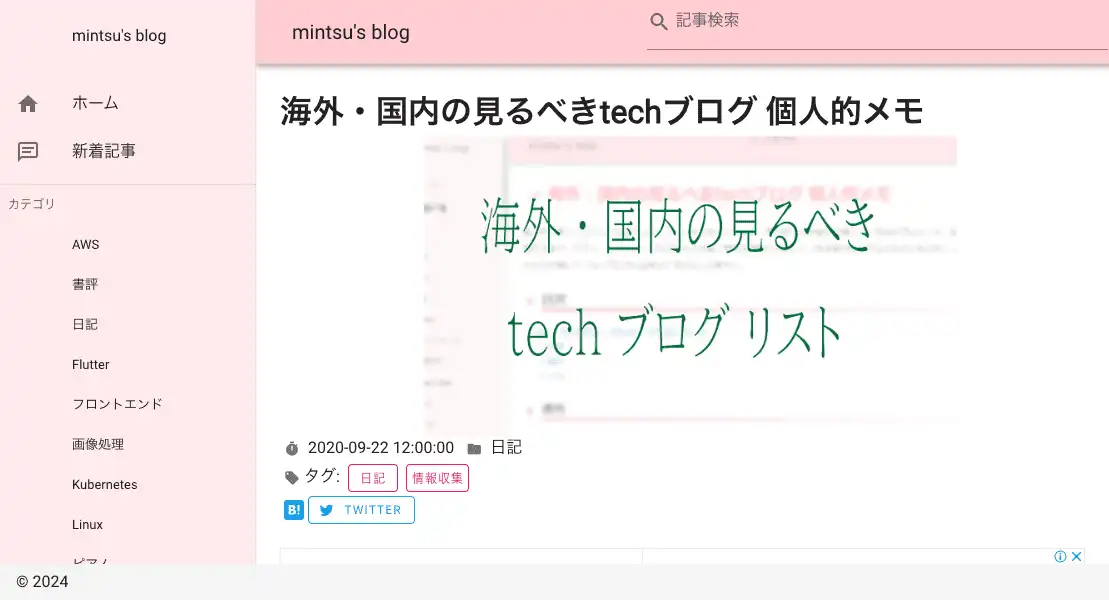 mintsu's blog
ホーム
新着記事
カテゴリ
AWS
書評
日記
Flutter
フロントエンド
画像処理
Kubernetes
Linux
© 2024
mintsu's blog
記事検索
海外・国内の見るべきtechブログ 個人的メモ
海外・国内の見るべき
tech ブログ リスト
2020-09-22 12:00:00 日記
タグ: 日記 情報収集
B! TWITTER